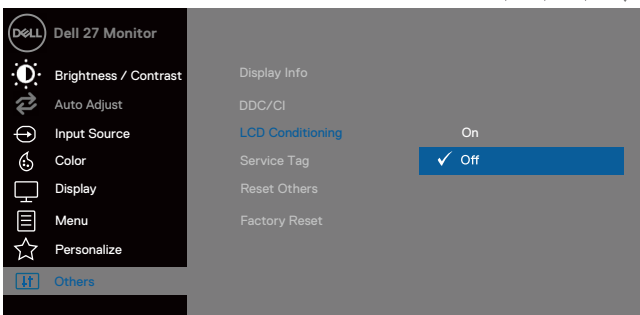 DELL Dell 27 Monitor
Brightness / Contrast
Display Info
Auto Adjust
DDC/CI
Input Source
LCD Conditioning
On
Color
Service Tag
Off
Display
Reset Others
Menu
Factory Reset
Personalize
Others